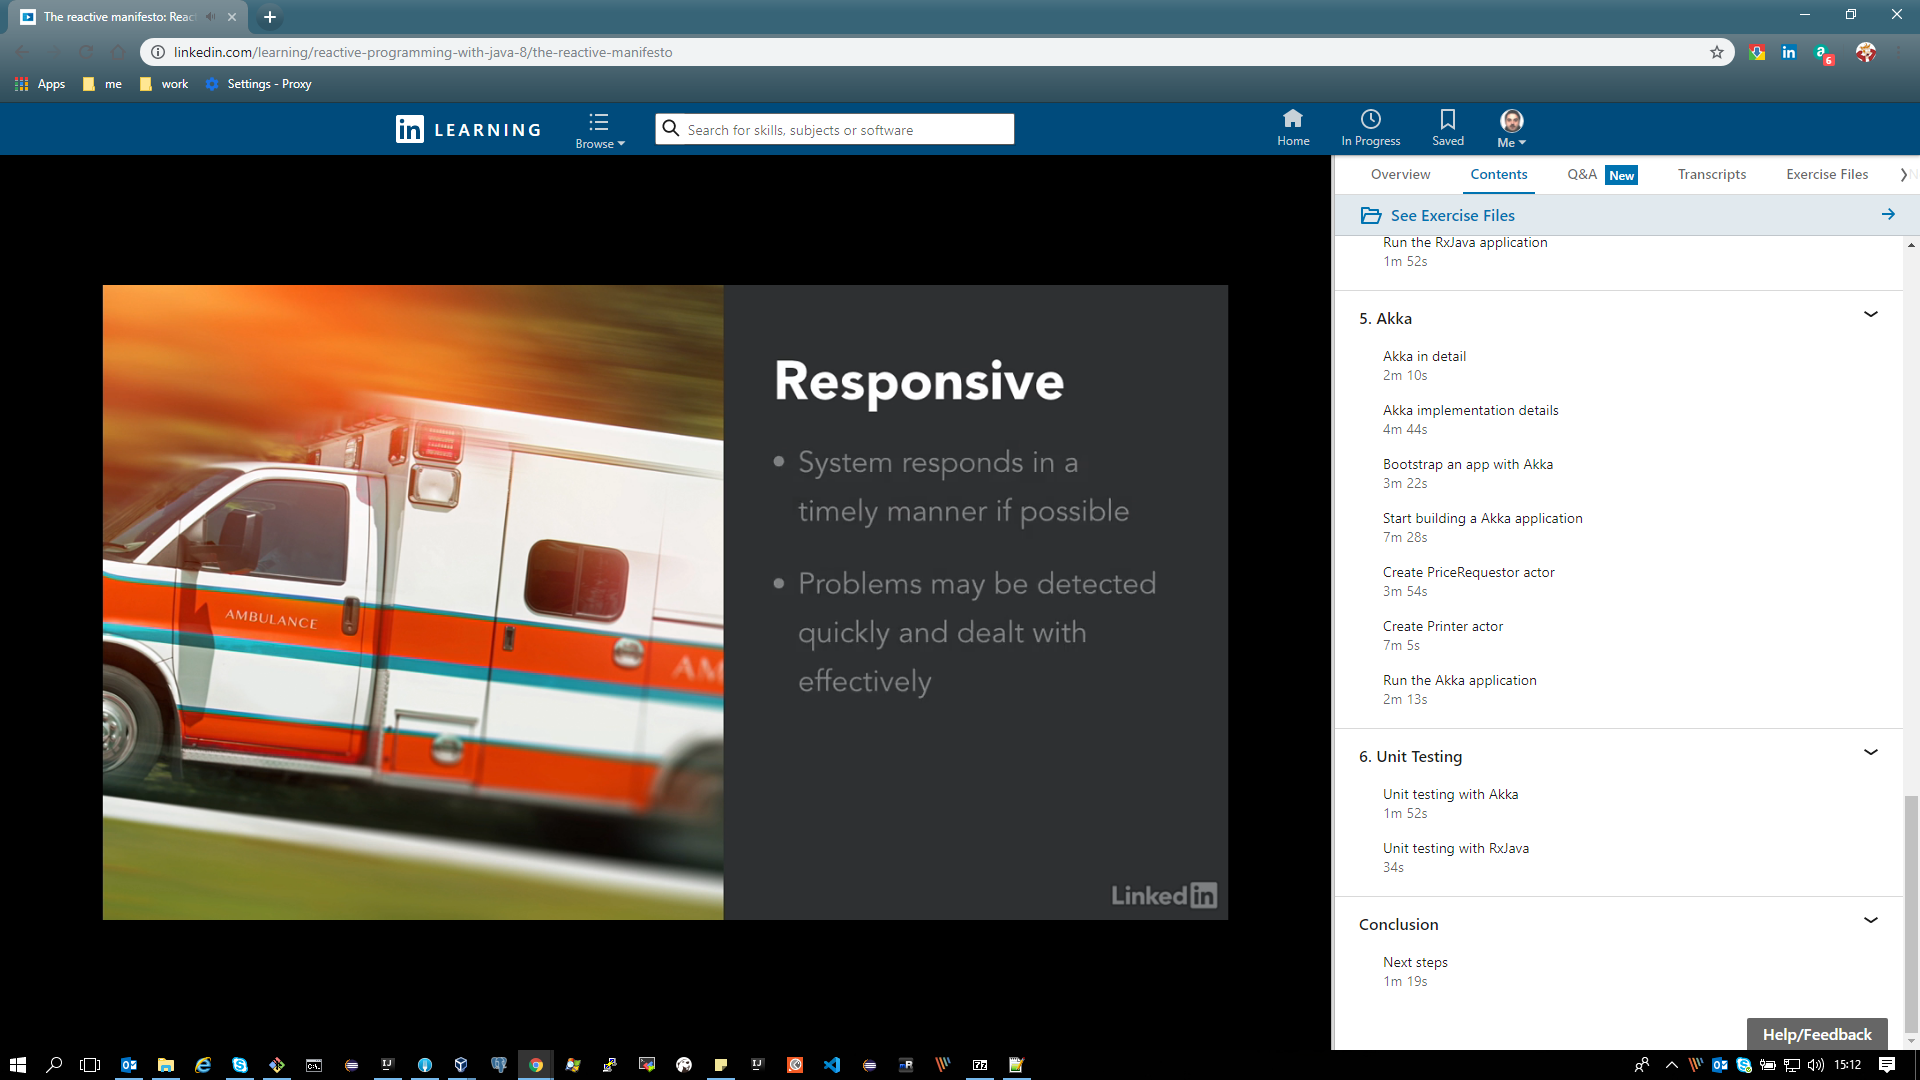 The reactive manifesto: Reac
linkedin.com/learning/reactive-programming-with-java-8/the-reactive-manifesto
6
Apps
me
work
Settings - Proxy
in LEARNING
Browse
Search for skills, subjects or software
Home
In Progress
Saved
Me
Overview
Contents
Q&A New
Transcripts
Exercise Files
See Exercise Files
Run the RxJava application
1m 52s
5. Akka
Akka in detail
2m 10s
Akka implementation details
4m 44s
Bootstrap an app with Akka
3m 22s
Start building a Akka application
7m 28s
Create PriceRequestor actor
3m 54s
Create Printer actor
7m 5s
Run the Akka application
2m 13s
6. Unit Testing
Unit testing with Akka
1m 52s
Unit testing with RxJava
34s
Conclusion
Next steps
1m 19s
Help/Feedback
Responsive
• System responds in a
timely manner if possible
• Problems may be detected
quickly and dealt with
effectively
AMBULANCE
AM
Linked in
15:12